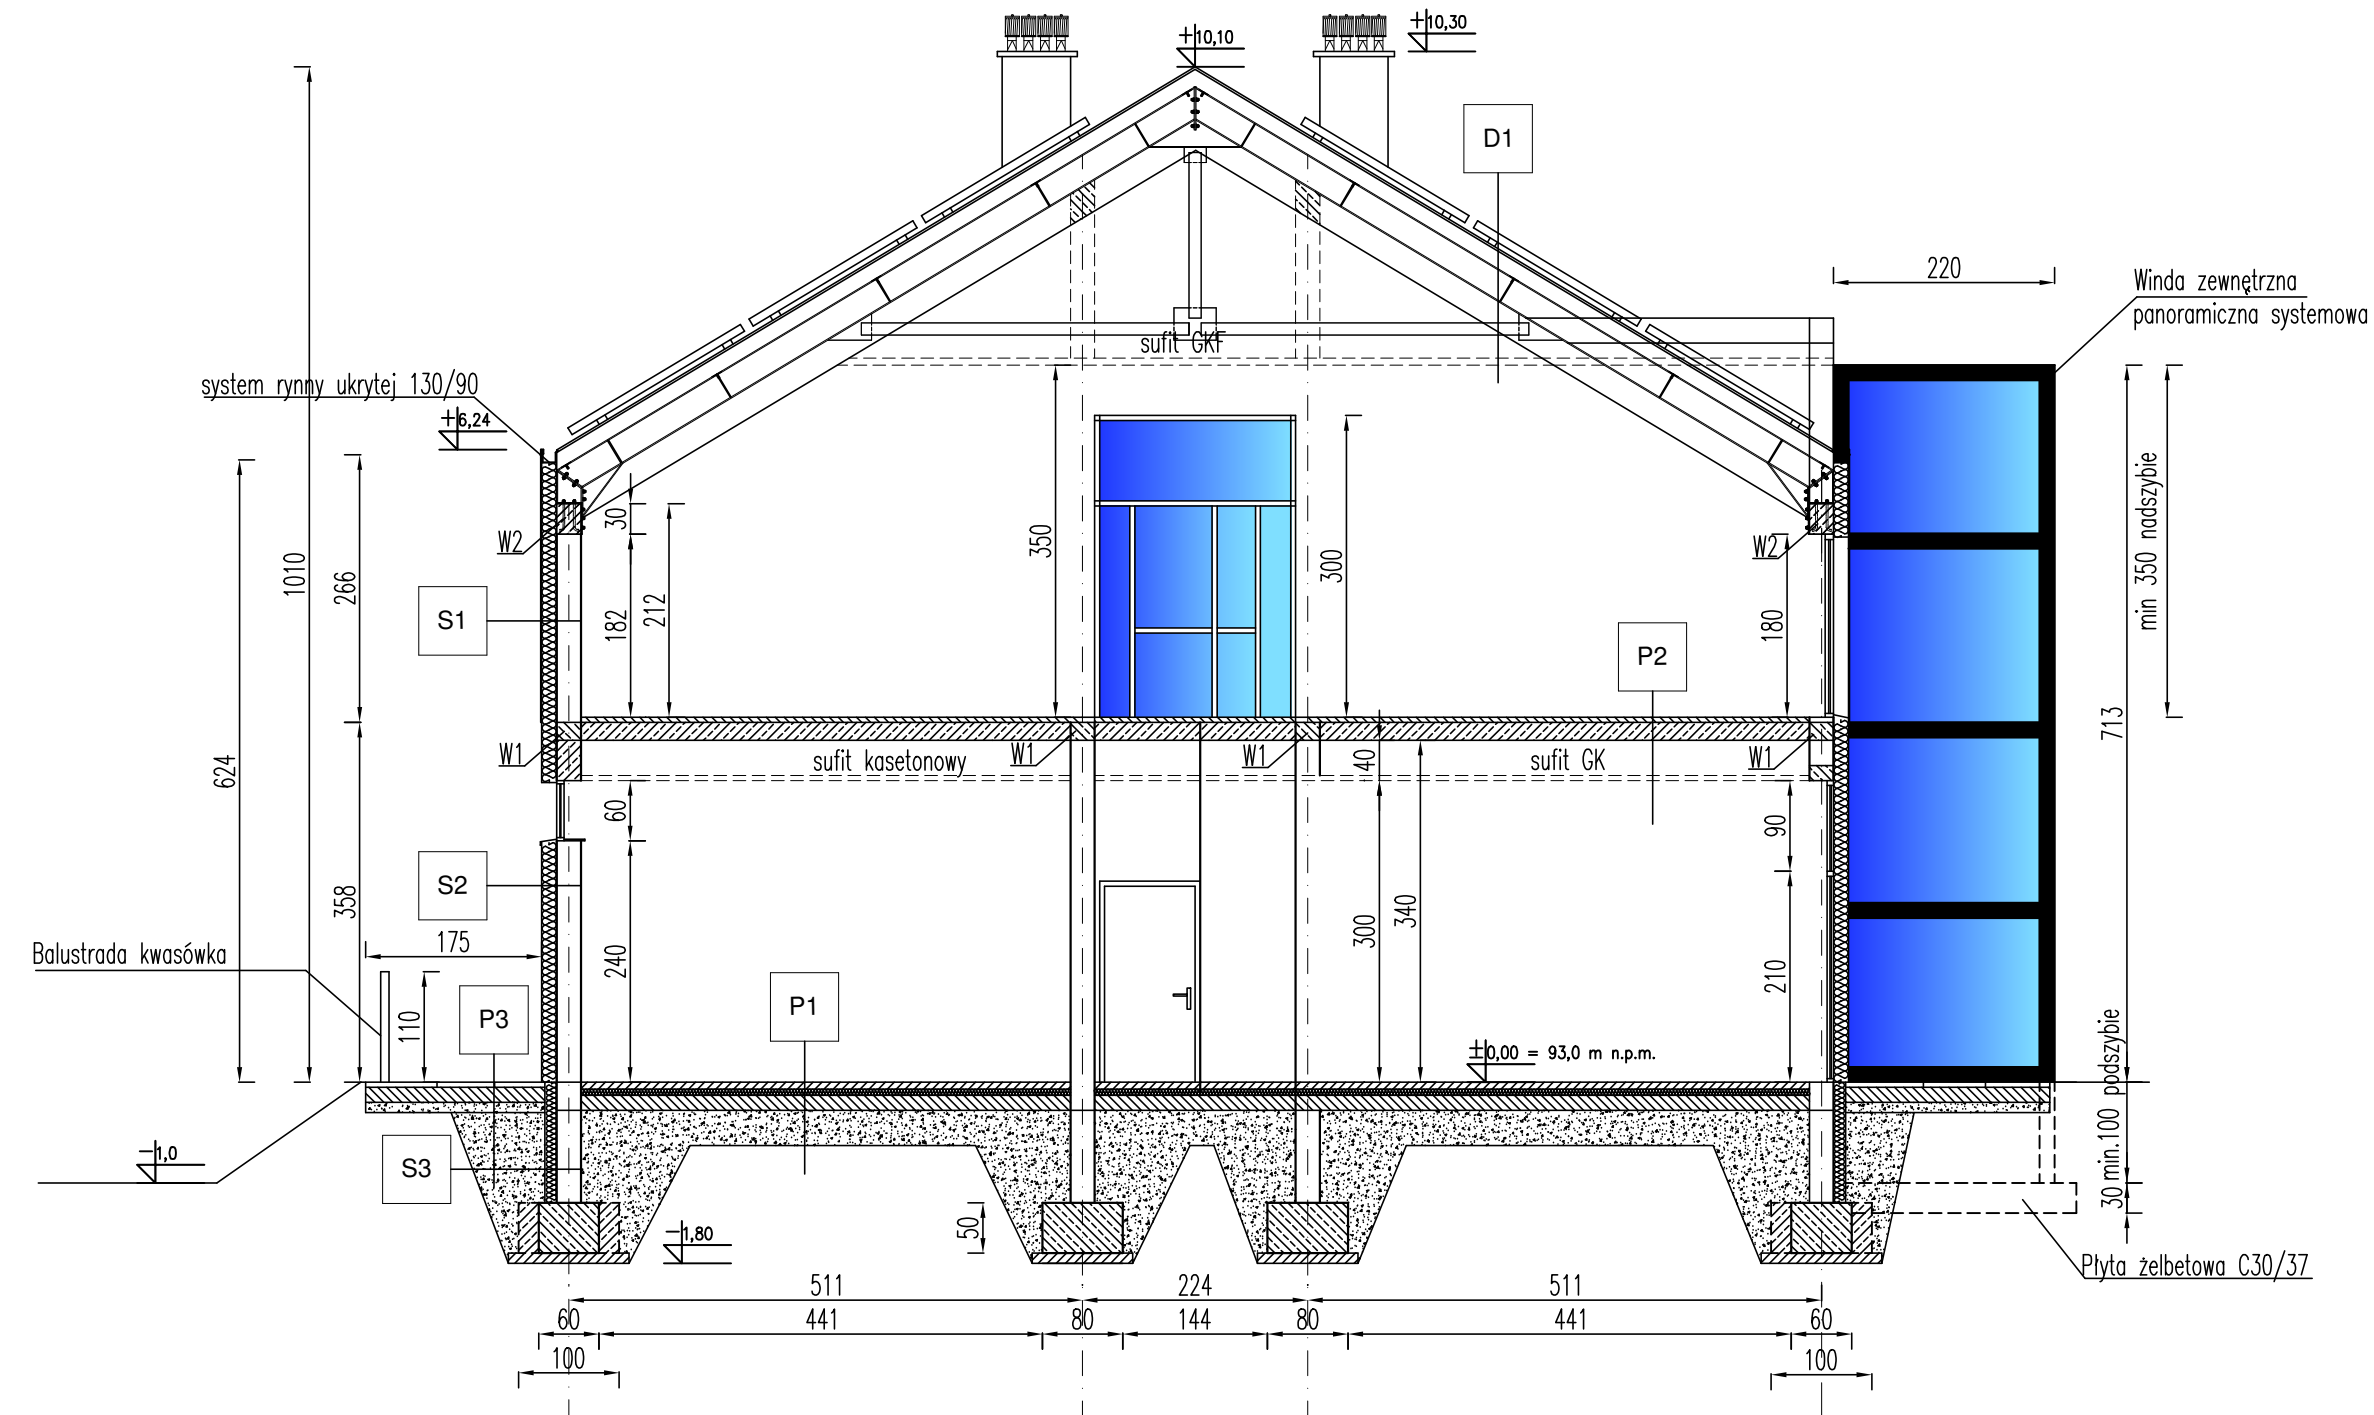 +10,10
+10,30
D1
220
Winda zewnętrzna
panoramiczna systemowa
sufit GKF
system rynny ukrytej 130/90
+6,24
1010
624
266
358
W2
30
182
212
350
300
W2
180
min 350 nadszybie
713
S1
P2
W1
sufit kasetonowy
W1
W1
40
sufit GK
W1
60
90
S2
240
300
340
210
Balustrada kwasówka
175
110
P3
P1
±0,00 = 93,0 m n.p.m.
30 min.100 podszybie
-1,0
S3
50
-1,80
Płyta żelbetowa C30/37
511
224
511
60
441
80
144
80
441
60
100
100